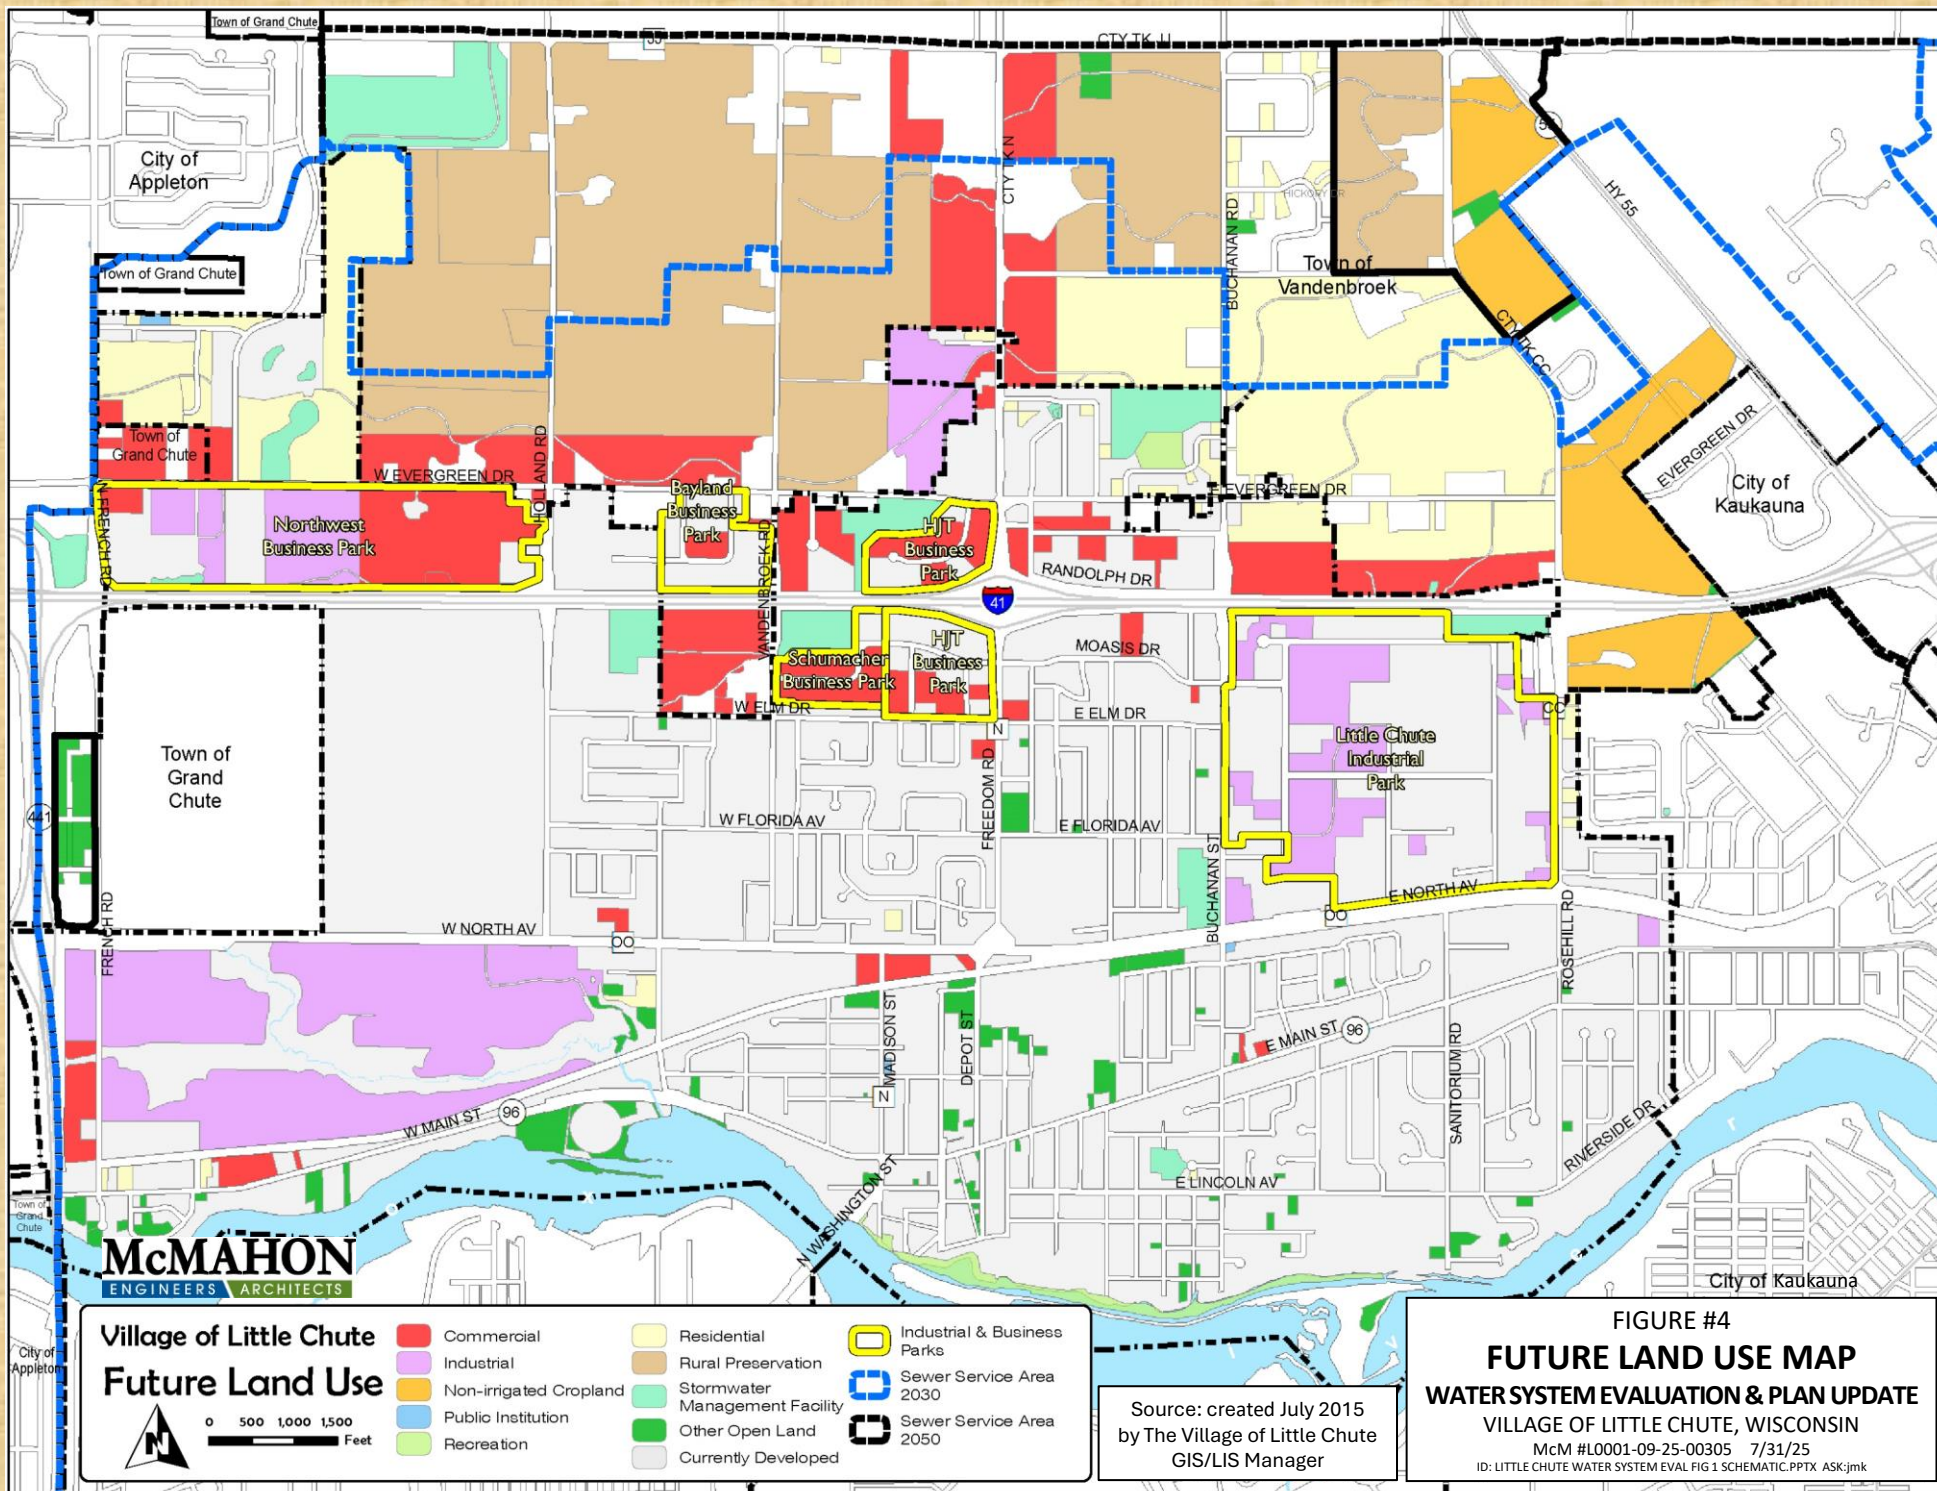 Town of Grand Chute
55
CTY TK JJ
City of
Appleton
CTY TK N
55
HY 55
HICKORY DR
BUCHANAN RD
Town of Grand Chute
Town of
Vandenbroek
CTY TK CC
Town of
Grand Chute
W EVERGREEN DR
HOLLAND RD
EVERGREEN DR
City of
Kaukauna
N FRENCH RD
Northwest
Business Park
Bayland
Business
Park
VANDENBROEK RD
HJT
Business
Park
E EVERGREEN DR
RANDOLPH DR
41
Schumacher
Business Park
HJT
Business
Park
MOASIS DR
W ELM DR
E ELM DR
N
CC
Little Chute
Industrial
Park
Town of
Grand
Chute
441
W FLORIDA AV
FREEDOM RD
E FLORIDA AV
BUCHANAN ST
E NORTH AV
OO
FRENCH RD
W NORTH AV
OO
ROSEHILL RD
MADISON ST
DEPOT ST
E MAIN ST
96
SANITORIUM RD
N
W MAIN ST
96
RIVERSIDE DR
E LINCOLN AV
N WASHINGTON ST
Town of
Grand
Chute
F
o
x
R
i
v
e
r
McMAHON
ENGINEERS ARCHITECTS
City of Kaukauna
City of
Appleton
Village of Little Chute
Future Land Use
N
0 500 1,000 1,500
Feet
Commercial
Industrial
Non-irrigated Cropland
Public Institution
Recreation
Residential
Rural Preservation
Stormwater
Management Facility
Other Open Land
Currently Developed
Industrial & Business
Parks
Sewer Service Area
2030
Sewer Service Area
2050
Source: created July 2015
by The Village of Little Chute
GIS/LIS Manager
FIGURE #4
FUTURE LAND USE MAP
WATER SYSTEM EVALUATION & PLAN UPDATE
VILLAGE OF LITTLE CHUTE, WISCONSIN
McM #L0001-09-25-00305 7/31/25
ID: LITTLE CHUTE WATER SYSTEM EVAL FIG 1 SCHEMATIC.PPTX ASK:jmk